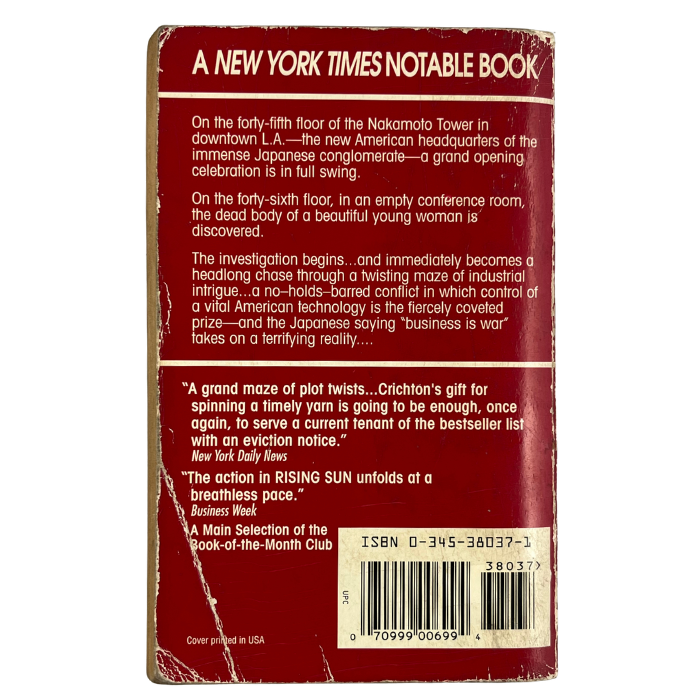 A NEW YORK TIMES NOTABLE BOOK
On the forty-fifth floor of the Nakamoto Tower in
downtown L.A.—the new American headquarters of the
immense Japanese conglomerate—a grand opening
celebration is in full swing.
On the forty-sixth floor, in an empty conference room,
the dead body of a beautiful young woman is
discovered.
The investigation begins...and immediately becomes a
headlong chase through a twisting maze of industrial
intrigue...a no–holds–barred conflict in which control of
a vital American technology is the fiercely coveted
prize—and the Japanese saying "business is war"
takes on a terrifying reality....
"A grand maze of plot twists...Crichton's gift for
spinning a timely yarn is going to be enough, once
again, to serve a current tenant of the bestseller list
with an eviction notice."
New York Daily News
"The action in RISING SUN unfolds at a
breathless pace."
Business Week
A Main Selection of the
Book-of-the-Month Club
ISBN 0-345-38037-1
38037>
UPC
0 70999 00699 4
Cover printed in USA